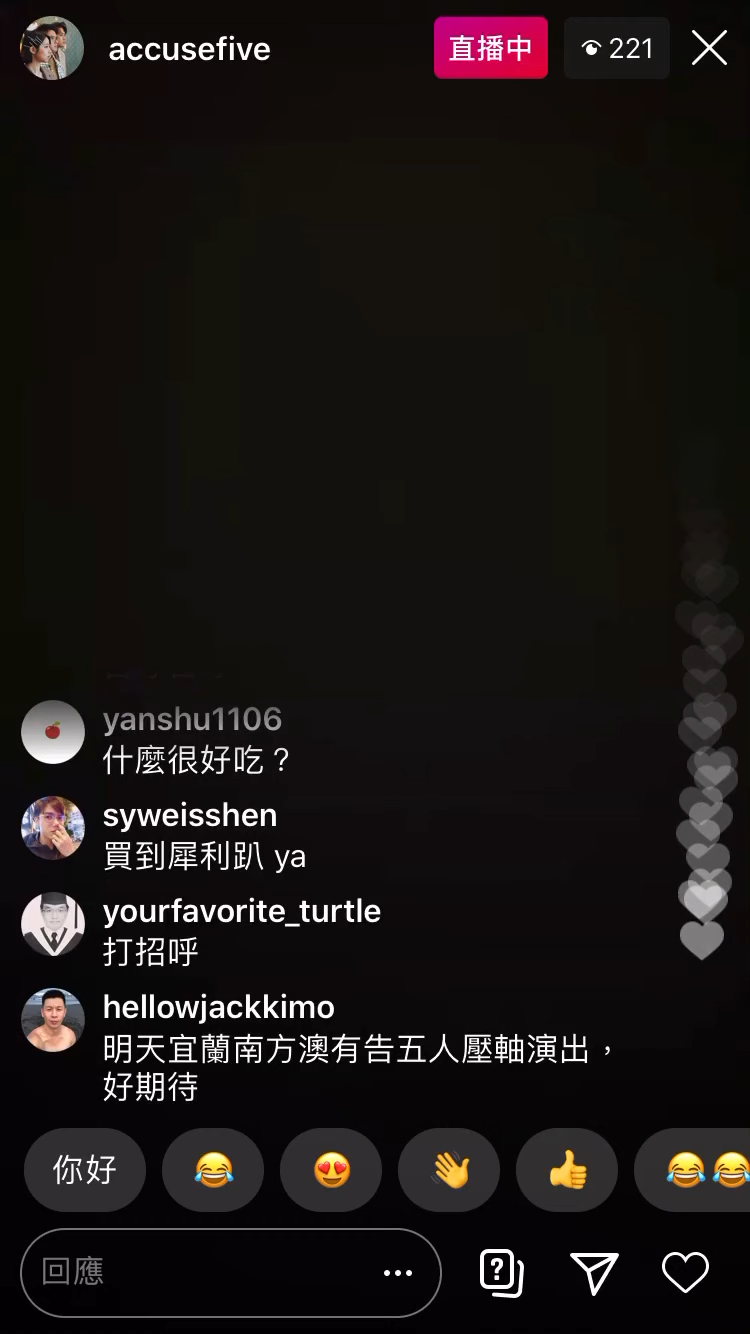 accusefive
直播中
221
yanshu1106
什麼很好吃？
syweisshen
買到犀利趴 ya
yourfavorite_turtle
打招呼
hellowjackkimo
明天宜蘭南方澳有告五人壓軸演出，
好期待
你好
回應